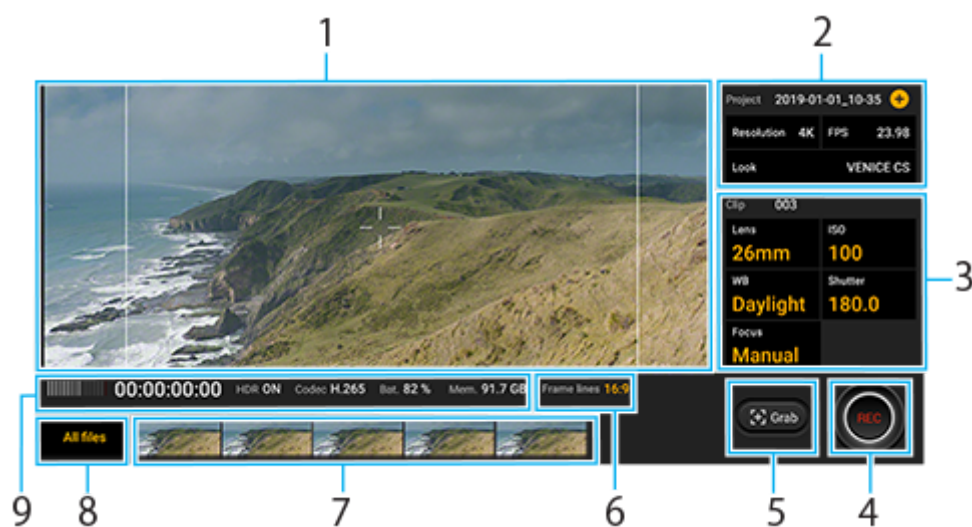 1
2
Project 2019-01-01_10-35
Resolution 4K FPS 23.98
Look VENICE CS
Clip 003
Lens ISO
26mm 100
WB Shutter
Daylight 180.0
Focus
Manual
3
00:00:00:00 HDR ON Codec H.265 Bat. 82 % Mem. 91.7 GB Frame lines 16:9
All files
Grab
REC
9 8 7 6 5 4